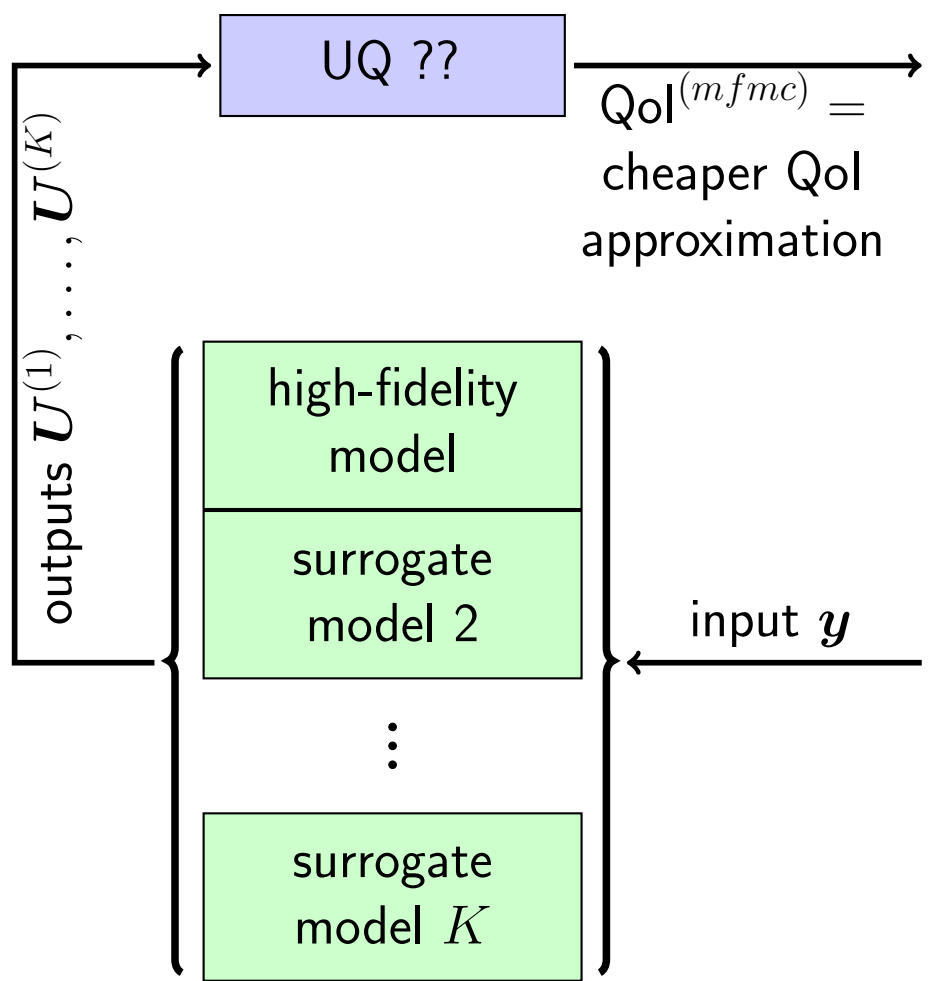 UQ ??
QoI^{(mfmc)} =
cheaper QoI
approximation
outputs U^{(1)}, . . . , U^{(K)}
high-fidelity
model
surrogate
model 2
input y
⋮
surrogate
model K